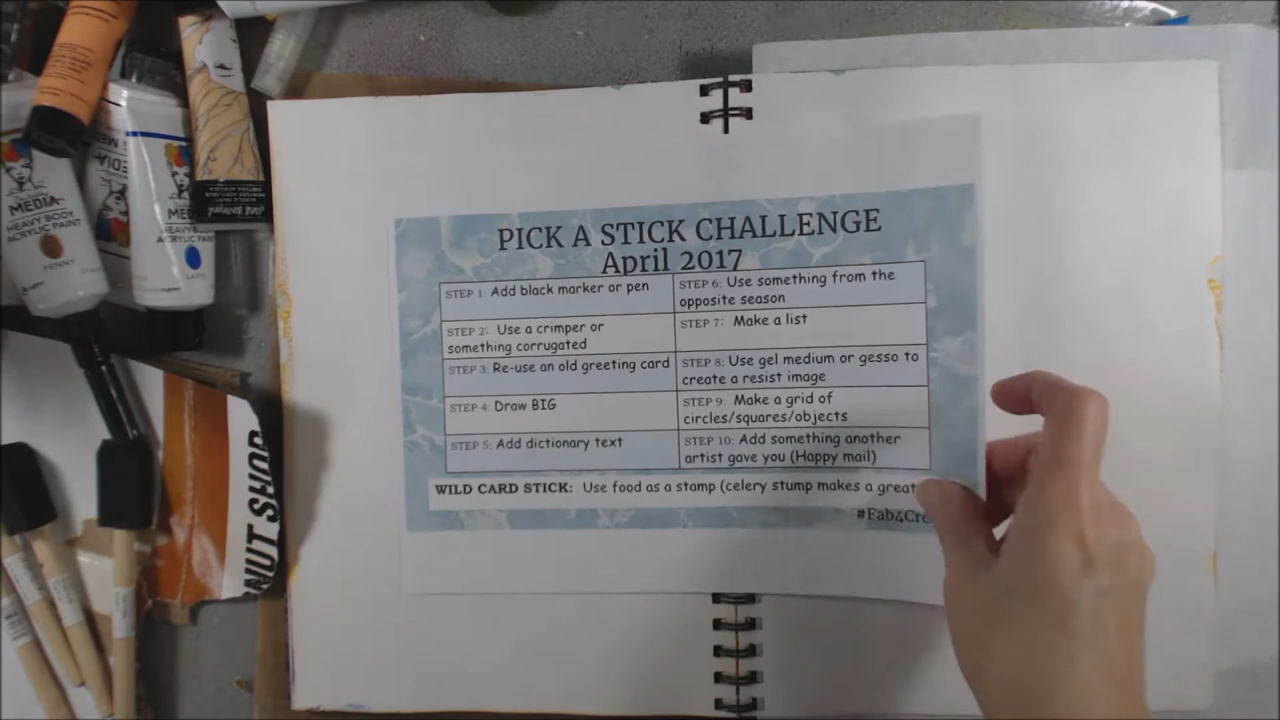 PICK A STICK CHALLENGE
April 2017
STEP 1: Add black marker or pen
STEP 2: Use a crimper or
something corrugated
STEP 3: Re-use an old greeting card
STEP 4: Draw BIG
STEP 5: Add dictionary text
STEP 6: Use something from the
opposite season
STEP 7: Make a list
STEP 8: Use gel medium or gesso to
create a resist image
STEP 9: Make a grid of
circles/squares/objects
STEP 10: Add something another
artist gave you (Happy mail)
WILD CARD STICK: Use food as a stamp (celery stump makes a great
#Fab4Cre
MEDIA
HEAVY BODY
ACRYLIC PAINT
PENNY
MEDIA
ME
HEAVY B
ACRYLIC PAINT
LAPIS
NUT SHOP